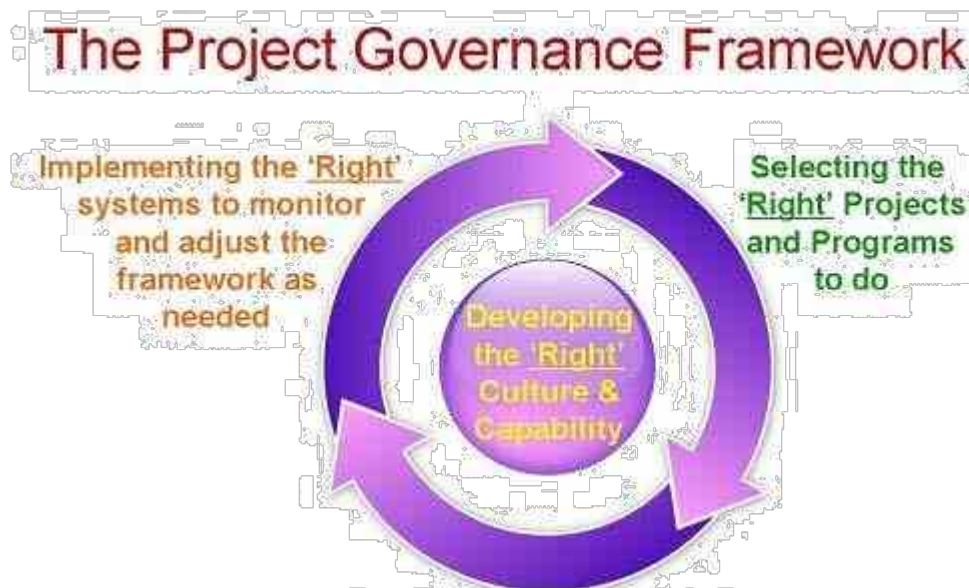 The Project Governance Framework
Implementing the ‘Right’
systems to monitor
and adjust the
framework as
needed
Selecting the
‘Right’ Projects
and Programs
to do
Developing
the ‘Right’
Culture &
Capability